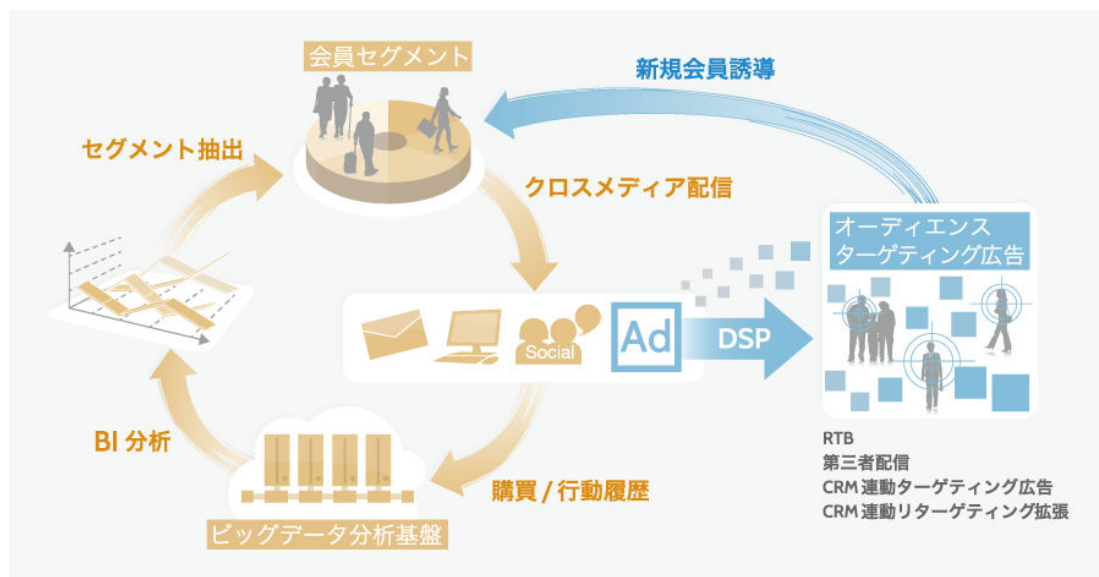 会員セグメント
新規会員誘導
セグメント抽出
クロスメディア配信
オーディエンス
ターゲティング広告
Social
Ad
DSP
BI 分析
購買 / 行動履歴
ビッグデータ分析基盤
RTB
第三者配信
CRM 連動ターゲティング広告
CRM 連動リターゲティング拡張